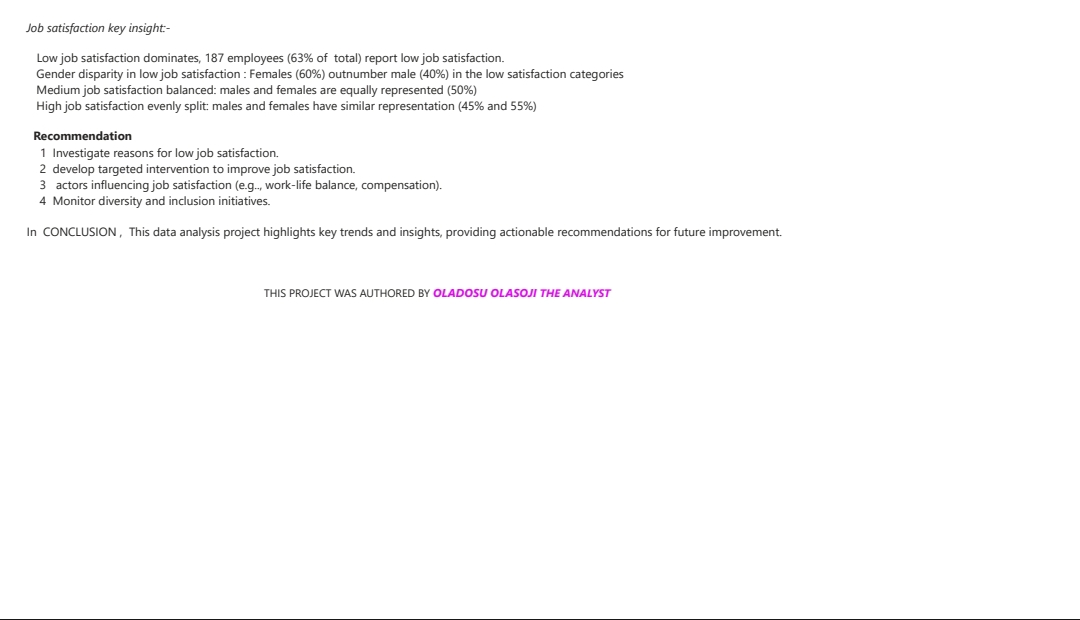 Job satisfaction key insight:-
Low job satisfaction dominates, 187 employees (63% of total) report low job satisfaction.
Gender disparity in low job satisfaction : Females (60%) outnumber male (40%) in the low satisfaction categories
Medium job satisfaction balanced: males and females are equally represented (50%)
High job satisfaction evenly split: males and females have similar representation (45% and 55%)
Recommendation
1 Investigate reasons for low job satisfaction.
2 develop targeted intervention to improve job satisfaction.
3 actors influencing job satisfaction (e.g.., work-life balance, compensation).
4 Monitor diversity and inclusion initiatives.
In CONCLUSION , This data analysis project highlights key trends and insights, providing actionable recommendations for future improvement.
THIS PROJECT WAS AUTHORED BY OLADOSU OLASOJI THE ANALYST